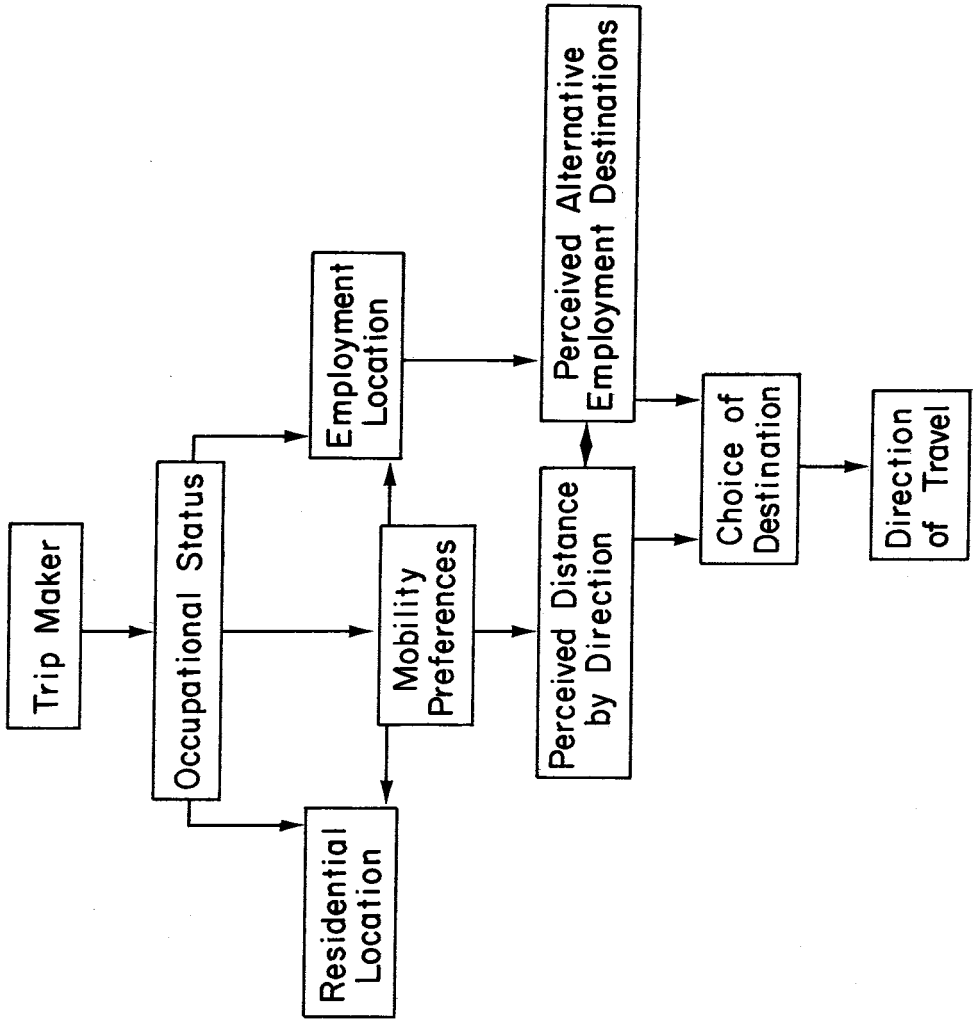 Trip Maker
Occupational Status
Residential
Location
Mobility
Preferences
Employment
Location
Perceived Distance
by Direction
Perceived Alternative
Employment Destinations
Choice of
Destination
Direction
of Travel